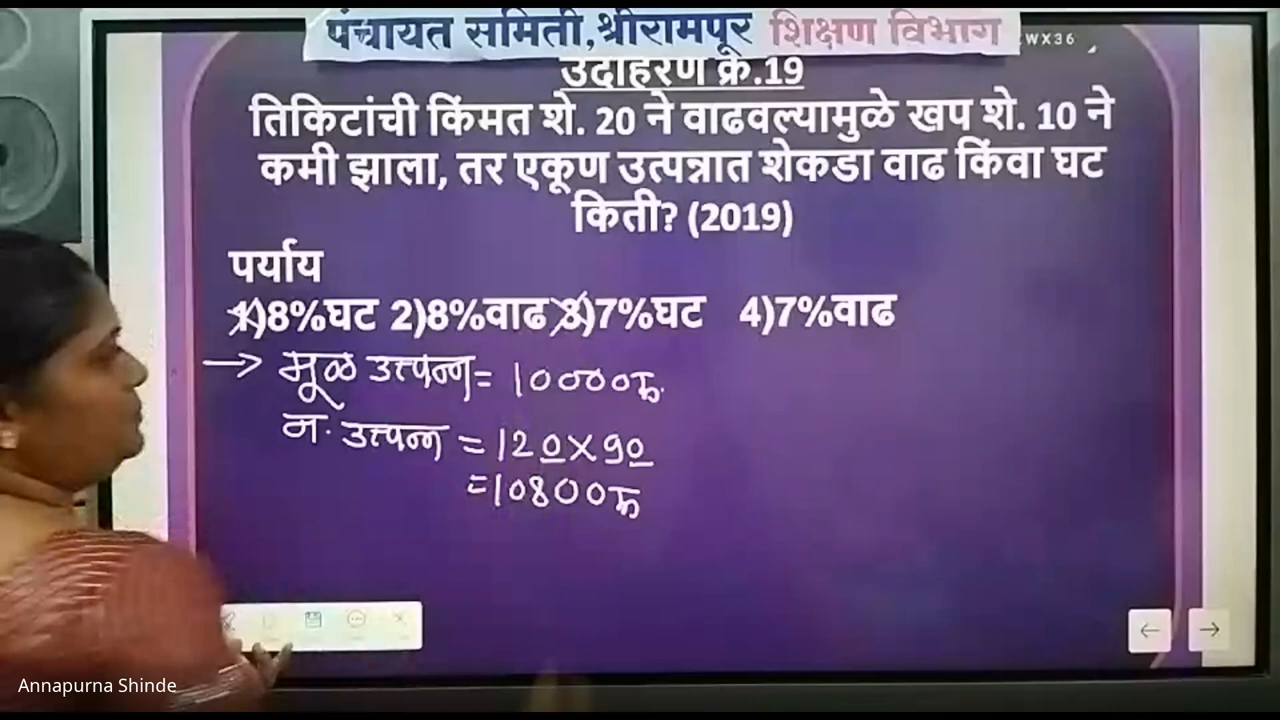 पंचायत समिती,श्रीरामपूर शिक्षण विभाग
WX36
उदाहरण क्र.19
तिकिटांची किंमत शे. 20 ने वाढवल्यामुळे खप शे. 10 ने
कमी झाला, तर एकूण उत्पन्नात शेकडा वाढ किंवा घट
किती? (2019)
पर्याय
1)8%घट 2)8%वाढ 3)7%घट 4)7%वाढ
→ मूळ उत्पन्न = 10000रु.
न. उत्पन्न = 120X90
=10800रु
Annapurna Shinde